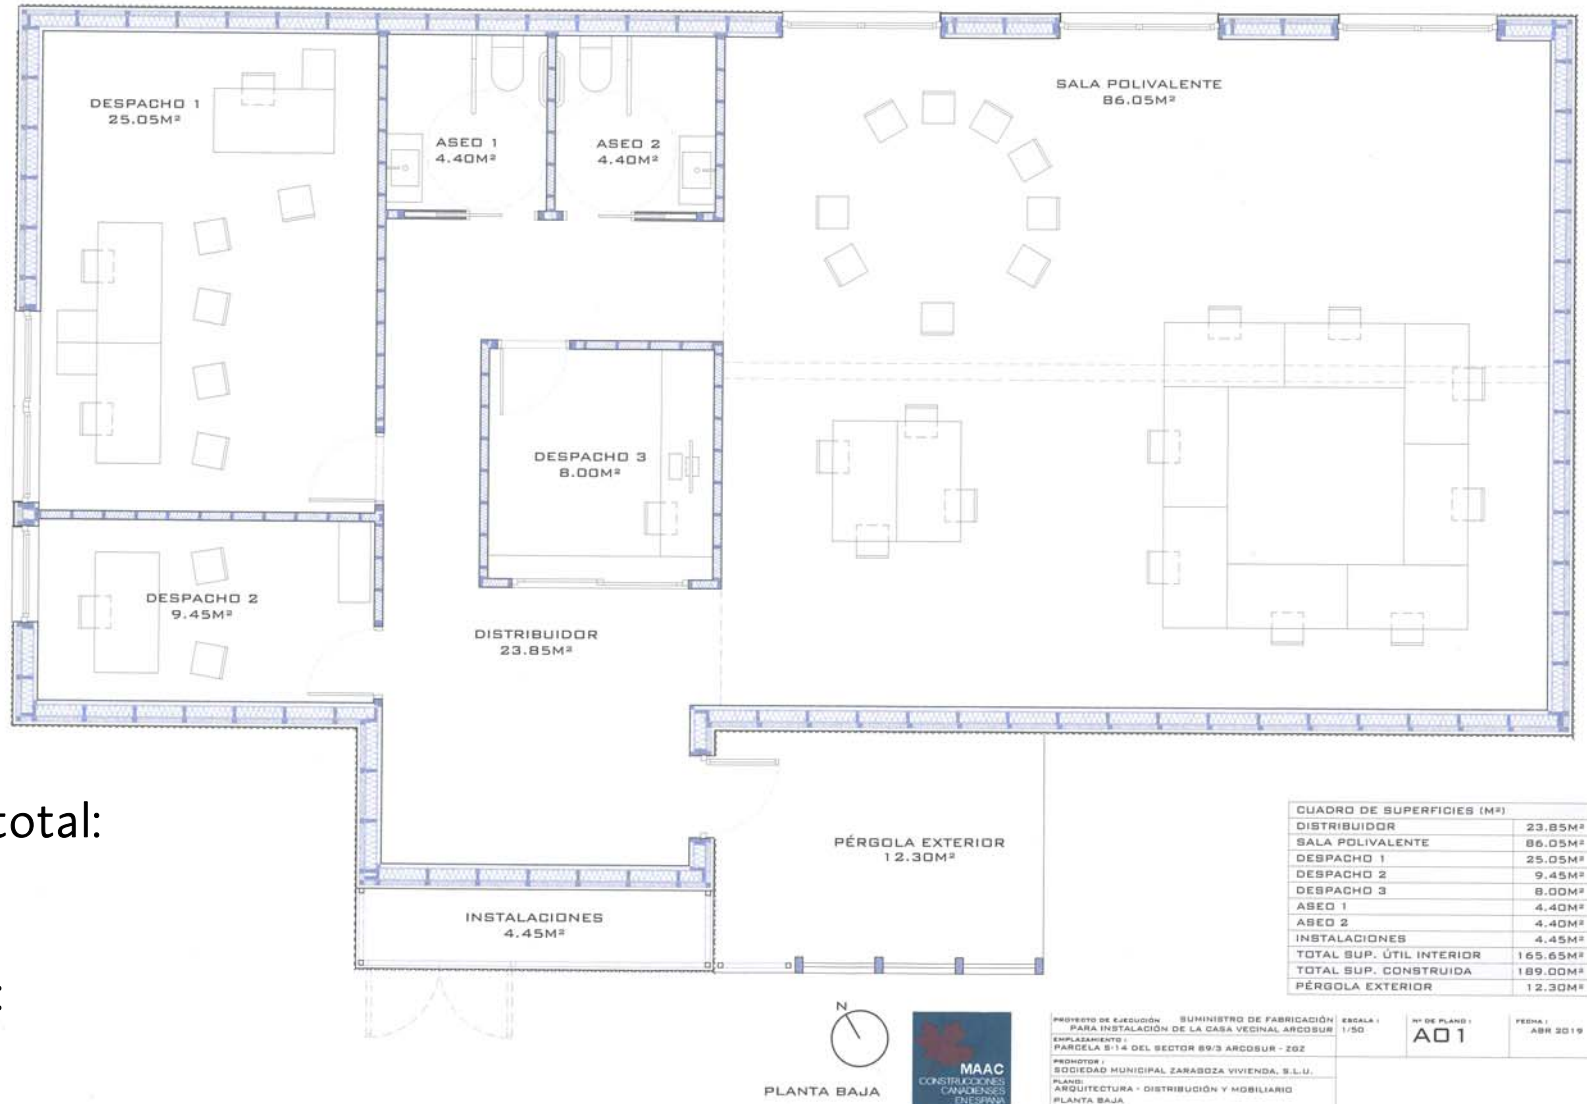 DESPACHO 1
25.05M²
ASEO 1
4.40M²
ASEO 2
4.40M²
SALA POLIVALENTE
86.05M²
DESPACHO 3
8.00M²
DESPACHO 2
9.45M²
DISTRIBUIDOR
23.85M²
total:
PÉRGOLA EXTERIOR
12.30M²
INSTALACIONES
4.45M²
:
CUADRO DE SUPERFICIES (M²)
DISTRIBUIDOR 23.85M²
SALA POLIVALENTE 86.05M²
DESPACHO 1 25.05M²
DESPACHO 2 9.45M²
DESPACHO 3 8.00M²
ASEO 1 4.40M²
ASEO 2 4.40M²
INSTALACIONES 4.45M²
TOTAL SUP. ÚTIL INTERIOR 165.65M²
TOTAL SUP. CONSTRUIDA 189.00M²
PÉRGOLA EXTERIOR 12.30M²
N
PLANTA BAJA
MAAC
CONSTRUCCIONES
CANADIENSES
EN ESPAÑA
PROYECTO DE EJECUCIÓN SUMINISTRO DE FABRICACIÓN
PARA INSTALACIÓN DE LA CASA VECINAL ARCOSUR
EMPLAZAMIENTO :
PARCELA S-14 DEL SECTOR 89/3 ARCOSUR - ZGZ
PROMOTOR :
SOCIEDAD MUNICIPAL ZARAGOZA VIVIENDA, S.L.U.
PLANO:
ARQUITECTURA - DISTRIBUCIÓN Y MOBILIARIO
PLANTA BAJA
ESCALA :
1/50
Nº DE PLANO :
A01
FECHA :
ABR 2019